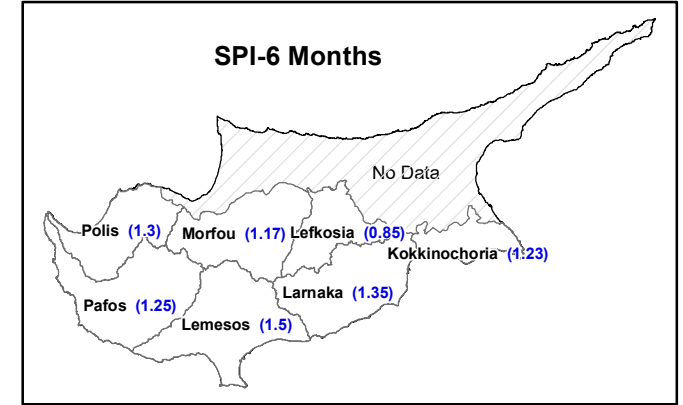 SPI-6 Months
No Data
Polis (1.3)
Morfou (1.17)
Lefkosia (0.85)
Kokkinochoria (1.23)
Pafos (1.25)
Larnaka (1.35)
Lemesos (1.5)